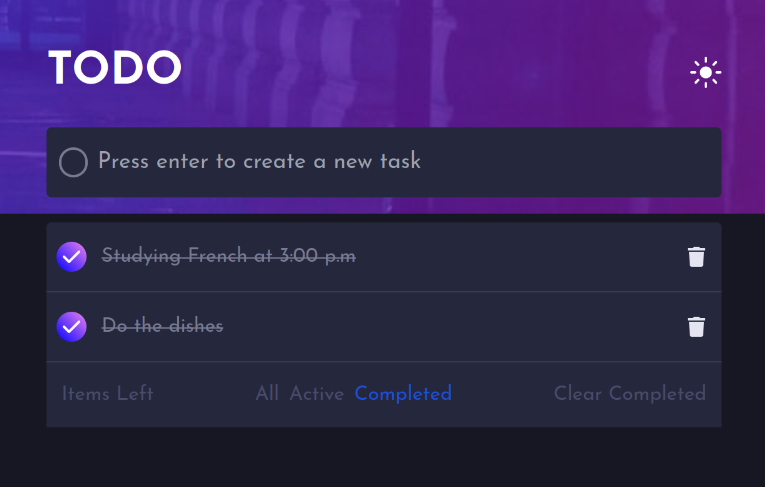 TODO
Press enter to create a new task
Studying French at 3:00 p.m
Do the dishes
Items Left All Active Completed Clear Completed